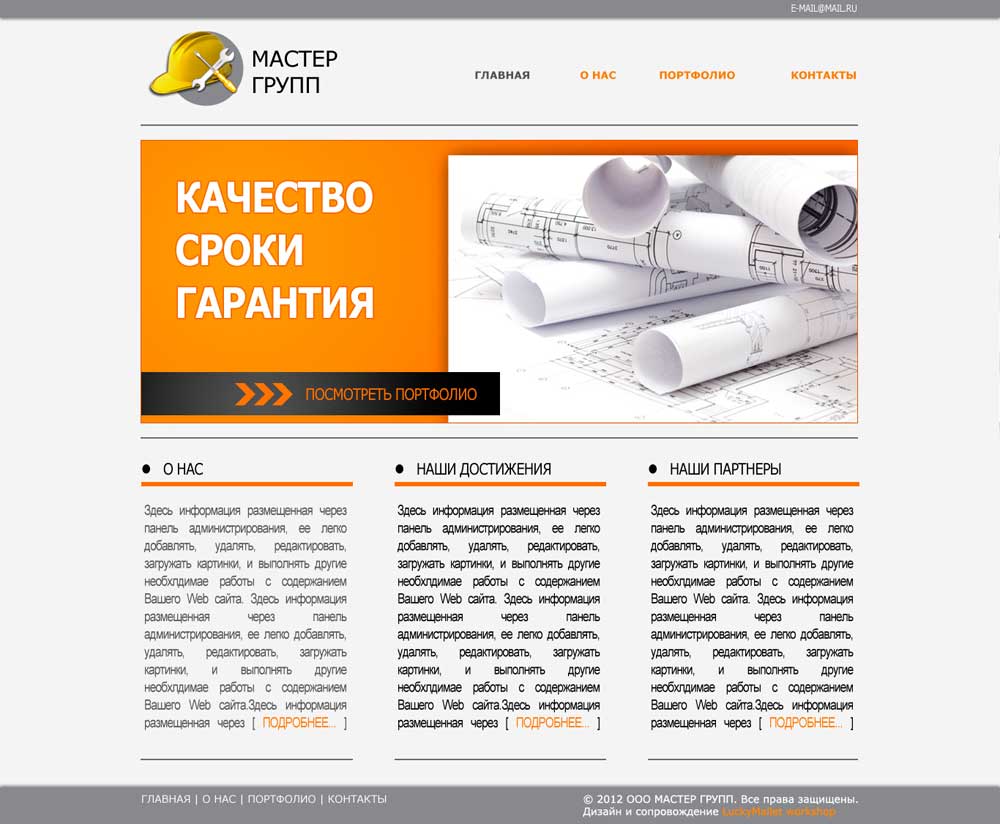 E-MAIL@MAIL.RU
МАСТЕР
ГРУПП
ГЛАВНАЯ О НАС ПОРТФОЛИО КОНТАКТЫ
КАЧЕСТВО
СРОКИ
ГАРАНТИЯ
ПОСМОТРЕТЬ ПОРТФОЛИО
О НАС
Здесь информация размещенная через
панель администрирования, ее легко
добавлять, удалять, редактировать,
загружать картинки, и выполнять другие
необхлдимае работы с содержанием
Вашего Web сайта. Здесь информация
размещенная через панель
администрирования, ее легко добавлять,
удалять, редактировать, загружать
картинки, и выполнять другие
необхлдимае работы с содержанием
Вашего Web сайта.Здесь информация
размещенная через [ ПОДРОБНЕЕ... ]
НАШИ ДОСТИЖЕНИЯ
Здесь информация размещенная через
панель администрирования, ее легко
добавлять, удалять, редактировать,
загружать картинки, и выполнять другие
необхлдимае работы с содержанием
Вашего Web сайта. Здесь информация
размещенная через панель
администрирования, ее легко добавлять,
удалять, редактировать, загружать
картинки, и выполнять другие
необхлдимае работы с содержанием
Вашего Web сайта.Здесь информация
размещенная через [ ПОДРОБНЕЕ... ]
НАШИ ПАРТНЕРЫ
Здесь информация размещенная через
панель администрирования, ее легко
добавлять, удалять, редактировать,
загружать картинки, и выполнять другие
необхлдимае работы с содержанием
Вашего Web сайта. Здесь информация
размещенная через панель
администрирования, ее легко добавлять,
удалять, редактировать, загружать
картинки, и выполнять другие
необхлдимае работы с содержанием
Вашего Web сайта.Здесь информация
размещенная через [ ПОДРОБНЕЕ... ]
ГЛАВНАЯ | О НАС | ПОРТФОЛИО | КОНТАКТЫ
© 2012 ООО МАСТЕР ГРУПП. Все права защищены.
Дизайн и сопровождение LuckyMallet workshop